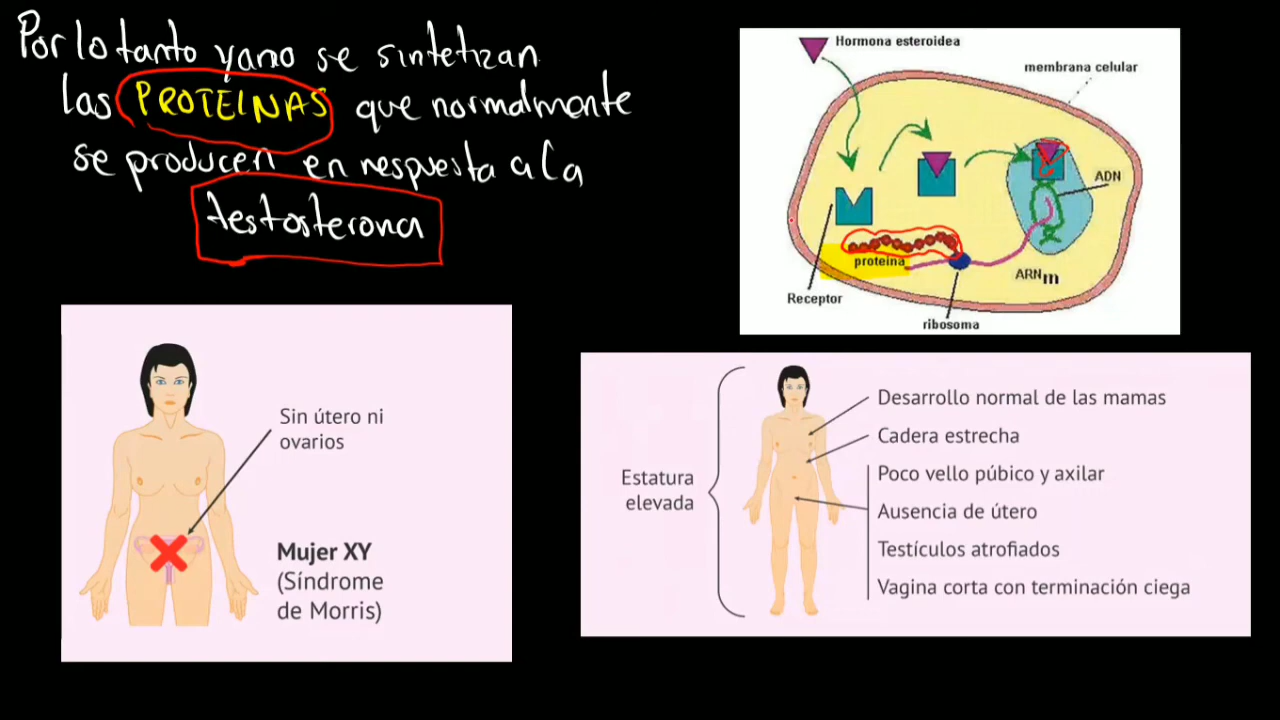 Por lo tanto ya no se sintetizan
las PROTEINAS que normalmente
se producen en respuesta a la
testosterona
Hormona esteroidea
membrana celular
ADN
proteina
ARNm
Receptor
ribosoma
Sin útero ni
ovarios
Mujer XY
(Síndrome
de Morris)
Estatura
elevada
Desarrollo normal de las mamas
Cadera estrecha
Poco vello púbico y axilar
Ausencia de útero
Testículos atrofiados
Vagina corta con terminación ciega